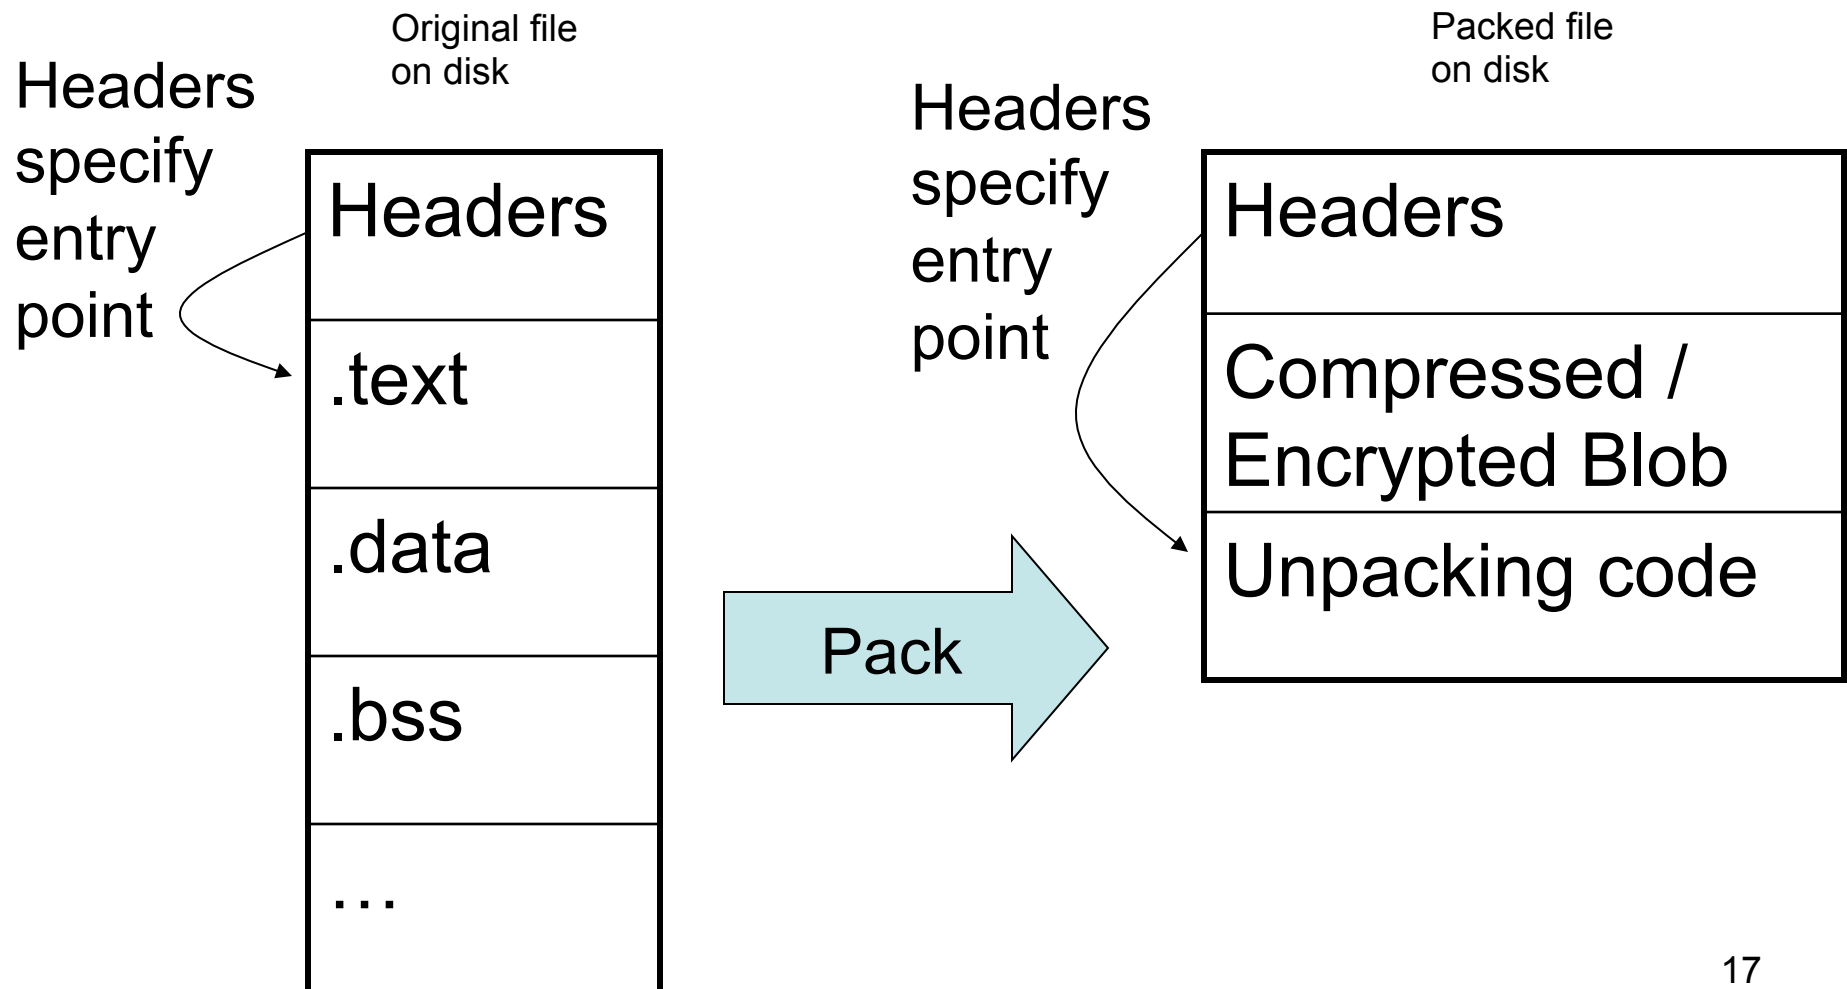 Original file
on disk
Headers
specify
entry
point
Headers
.text
.data
.bss
…
Pack
Packed file
on disk
Headers
specify
entry
point
Headers
Compressed /
Encrypted Blob
Unpacking code
17